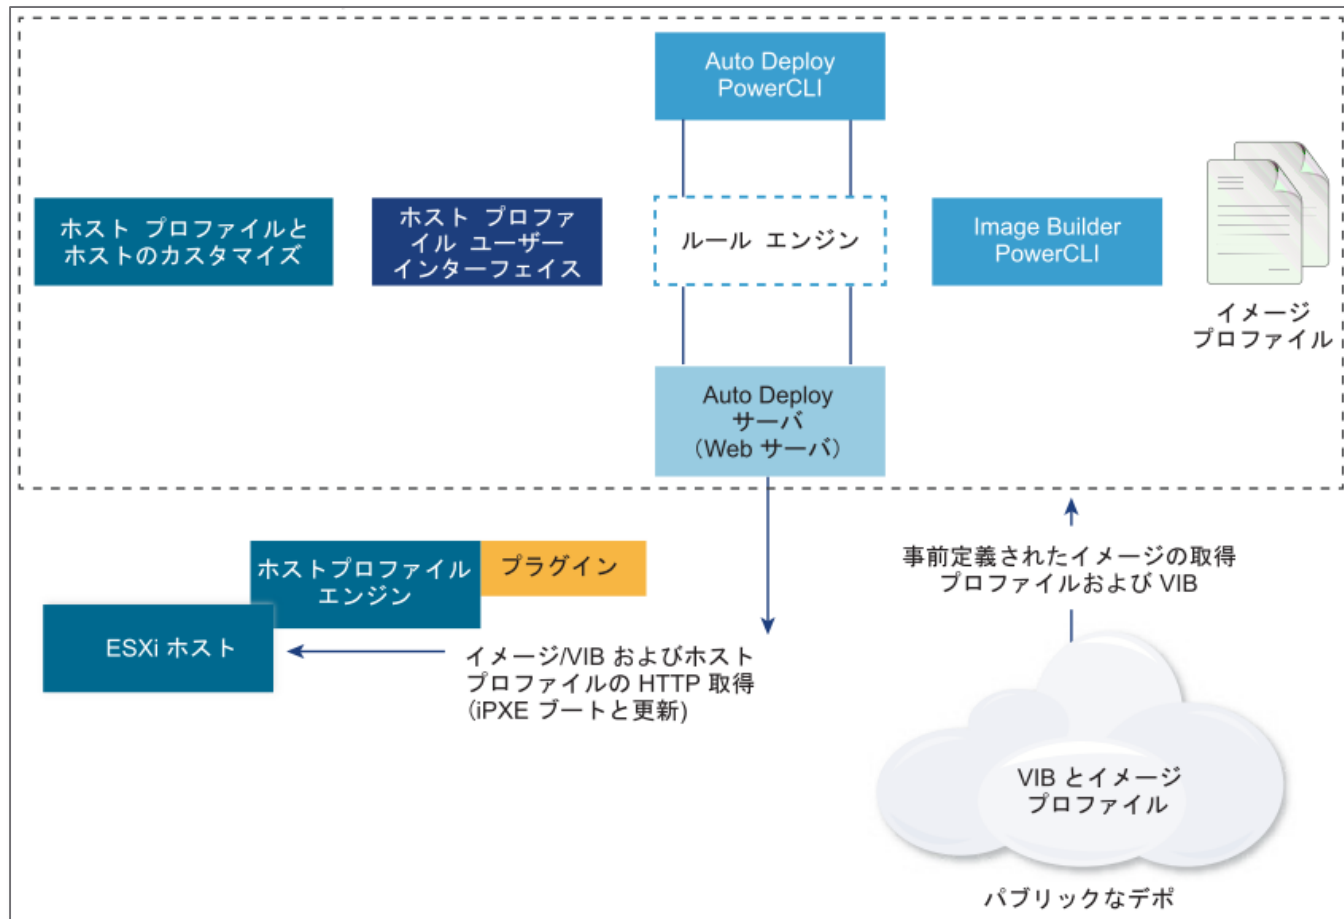 Auto Deploy
PowerCLI
ホスト プロファイルと
ホストのカスタマイズ
ホスト プロファ
イル ユーザー
インターフェイス
ルール エンジン
Image Builder
PowerCLI
イメージ
プロファイル
Auto Deploy
サーバ
（Web サーバ）
ホストプロファイル
エンジン
プラグイン
ESXi ホスト
イメージ/VIB およびホスト
プロファイルの HTTP 取得
（iPXE ブートと更新)
事前定義されたイメージの取得
プロファイルおよび VIB
VIB とイメージ
プロファイル
パブリックなデポ